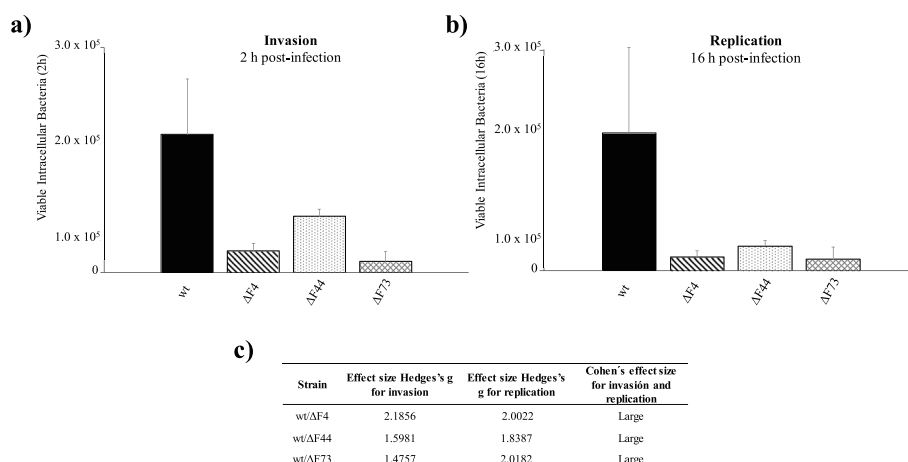 a)
Invasion
2 h post-infection
Viable Intracellular Bacteria (2h)
3.0 x 10⁵
2.0 x 10⁵
1.0 x 10⁵
0
wt
ΔF4
ΔF44
ΔF73
b)
Replication
16 h post-infection
Viable Intracellular Bacteria (16h)
3.0 x 10⁵
2.0 x 10⁵
1.0 x 10⁵
0
wt
ΔF4
ΔF44
ΔF73
c)
Strain Effect size Hedges's g for invasion Effect size Hedges's g for replication Cohen´s effect size for invasión and replication
wt/ΔF4 2.1856 2.0022 Large
wt/ΔF44 1.5981 1.8387 Large
wt/ΔF73 1.4757 2.0182 Large